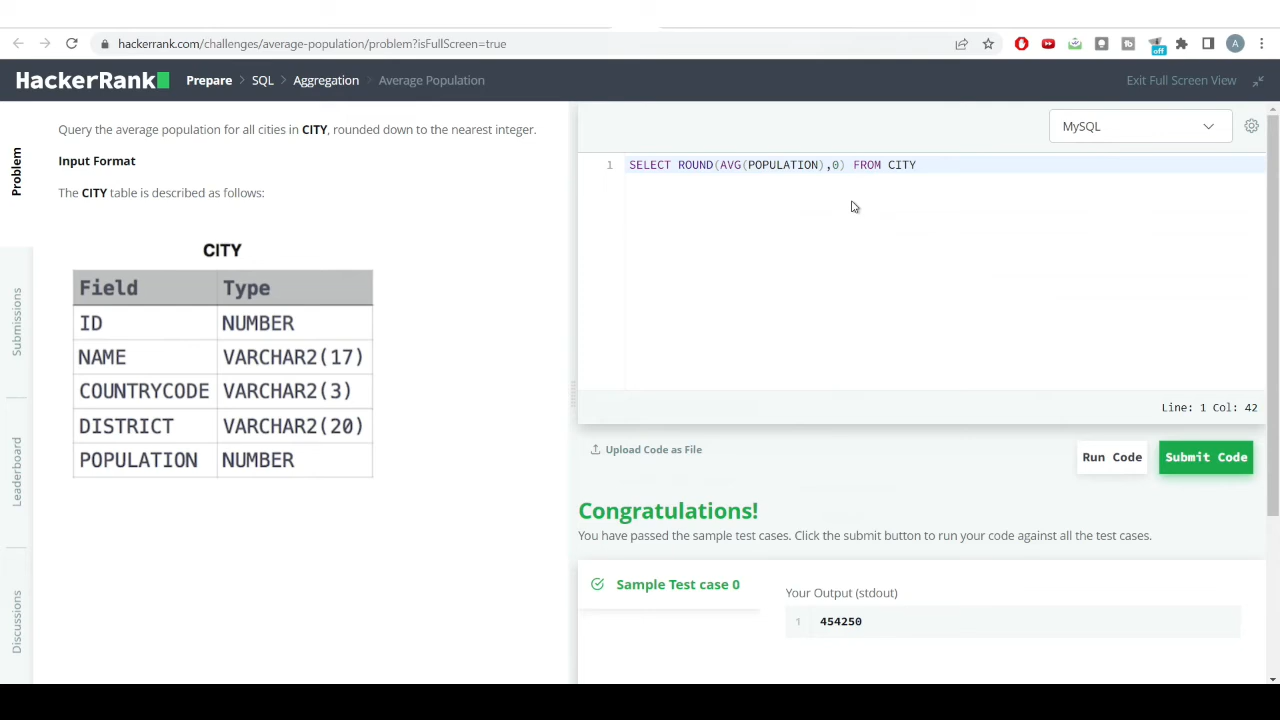 hackerrank.com/challenges/average-population/problem?isFullScreen=true
off
A
HackerRank
Prepare > SQL > Aggregation > Average Population
Exit Full Screen View
Problem
Submissions
Leaderboard
Discussions
Query the average population for all cities in CITY, rounded down to the nearest integer.
Input Format
The CITY table is described as follows:
CITY
Field Type
ID NUMBER
NAME VARCHAR2(17)
COUNTRYCODE VARCHAR2(3)
DISTRICT VARCHAR2(20)
POPULATION NUMBER
MySQL
1 SELECT ROUND(AVG(POPULATION),0) FROM CITY
Line: 1 Col: 42
Upload Code as File
Run Code
Submit Code
Congratulations!
You have passed the sample test cases. Click the submit button to run your code against all the test cases.
Sample Test case 0
Your Output (stdout)
1 454250